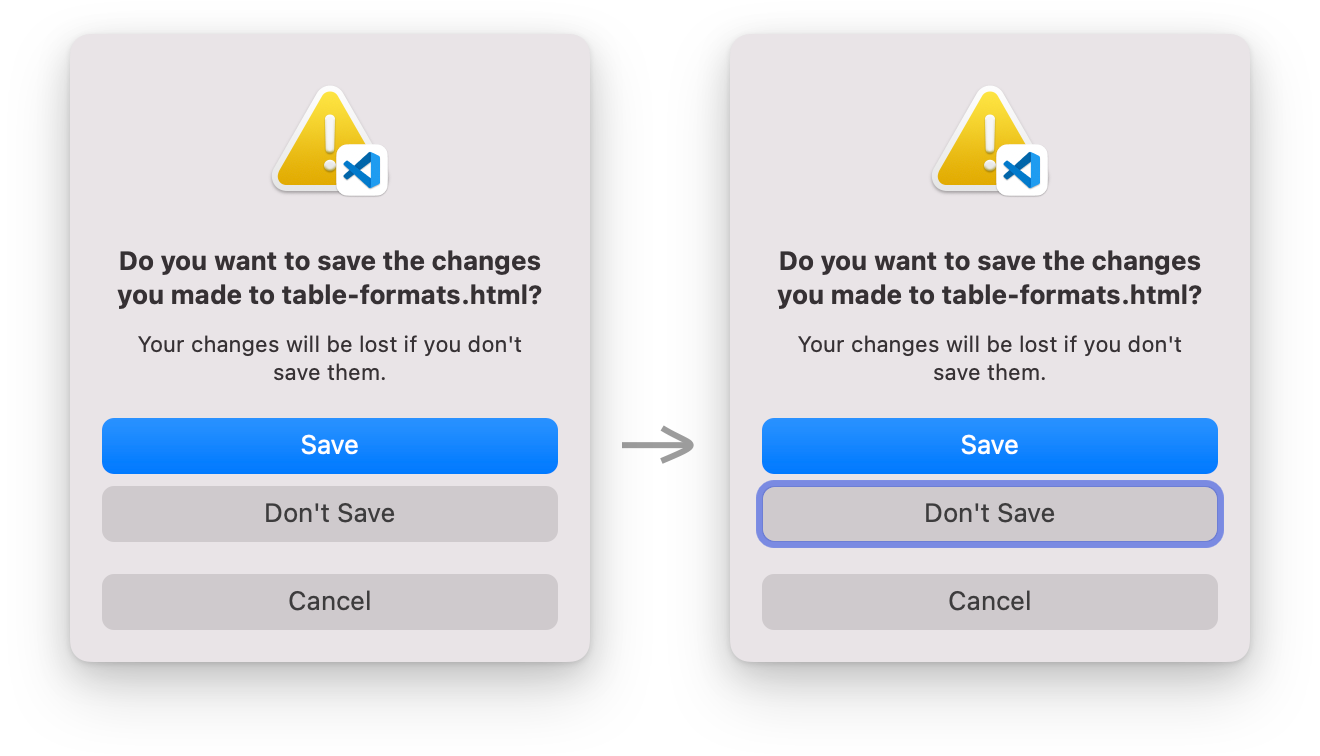 Do you want to save the changes
you made to table-formats.html?
Your changes will be lost if you don't
save them.
Save
Don't Save
Cancel
Do you want to save the changes
you made to table-formats.html?
Your changes will be lost if you don't
save them.
Save
Don't Save
Cancel